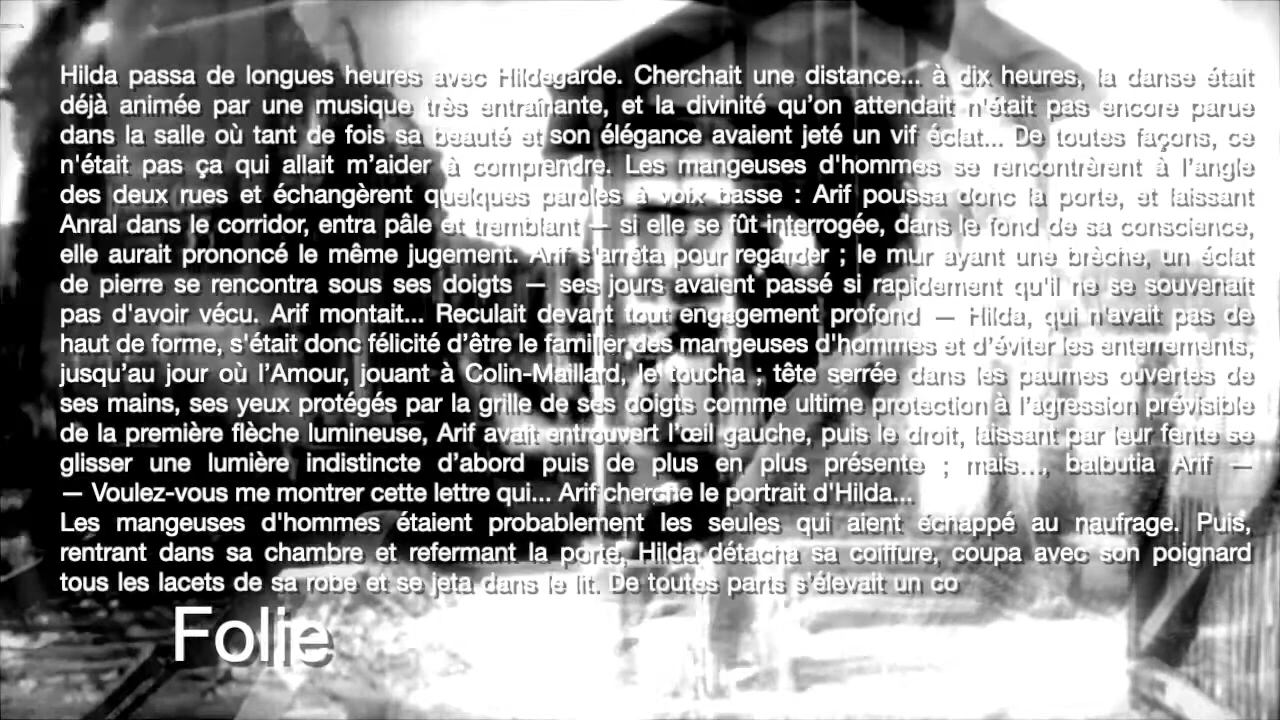 Hilda passa de longues heures avec Hildegarde. Cherchait une distance... à dix heures, la danse était
déjà animée par une musique très entraînante, et la divinité qu’on attendait n'était pas encore parue
dans la salle où tant de fois sa beauté et son élégance avaient jeté un vif éclat... De toutes façons, ce
n'était pas ça qui allait m’aider à comprendre. Les mangeuses d'hommes se rencontrèrent à l’angle
des deux rues et échangèrent quelques paroles à voix basse : Arif poussa donc la porte, et laissant
Anral dans le corridor, entra pâle et tremblant — si elle se fût interrogée, dans le fond de sa conscience,
elle aurait prononcé le même jugement. Arif s'arrêta pour regarder ; le mur ayant une brèche, un éclat
de pierre se rencontra sous ses doigts — ses jours avaient passé si rapidement qu'il ne se souvenait
pas d'avoir vécu. Arif montait... Reculait devant tout engagement profond — Hilda, qui n'avait pas de
haut de forme, s'était donc félicité d’être le familier des mangeuses d'hommes et d’éviter les enterrements,
jusqu’au jour où l’Amour, jouant à Colin-Maillard, le toucha ; tête serrée dans les paumes ouvertes de
ses mains, ses yeux protégés par la grille de ses doigts comme ultime protection à l’agression prévisible
de la première flèche lumineuse, Arif avait entrouvert l’œil gauche, puis le droit, laissant par leur fente se
glisser une lumière indistincte d’abord puis de plus en plus présente ; mais..., balbutia Arif —
— Voulez-vous me montrer cette lettre qui... Arif cherche le portrait d'Hilda...
Les mangeuses d'hommes étaient probablement les seules qui aient échappé au naufrage. Puis,
rentrant dans sa chambre et refermant la porte, Hilda détacha sa coiffure, coupa avec son poignard
tous les lacets de sa robe et se jeta dans le lit. De toutes parts s’élevait un co
Folie